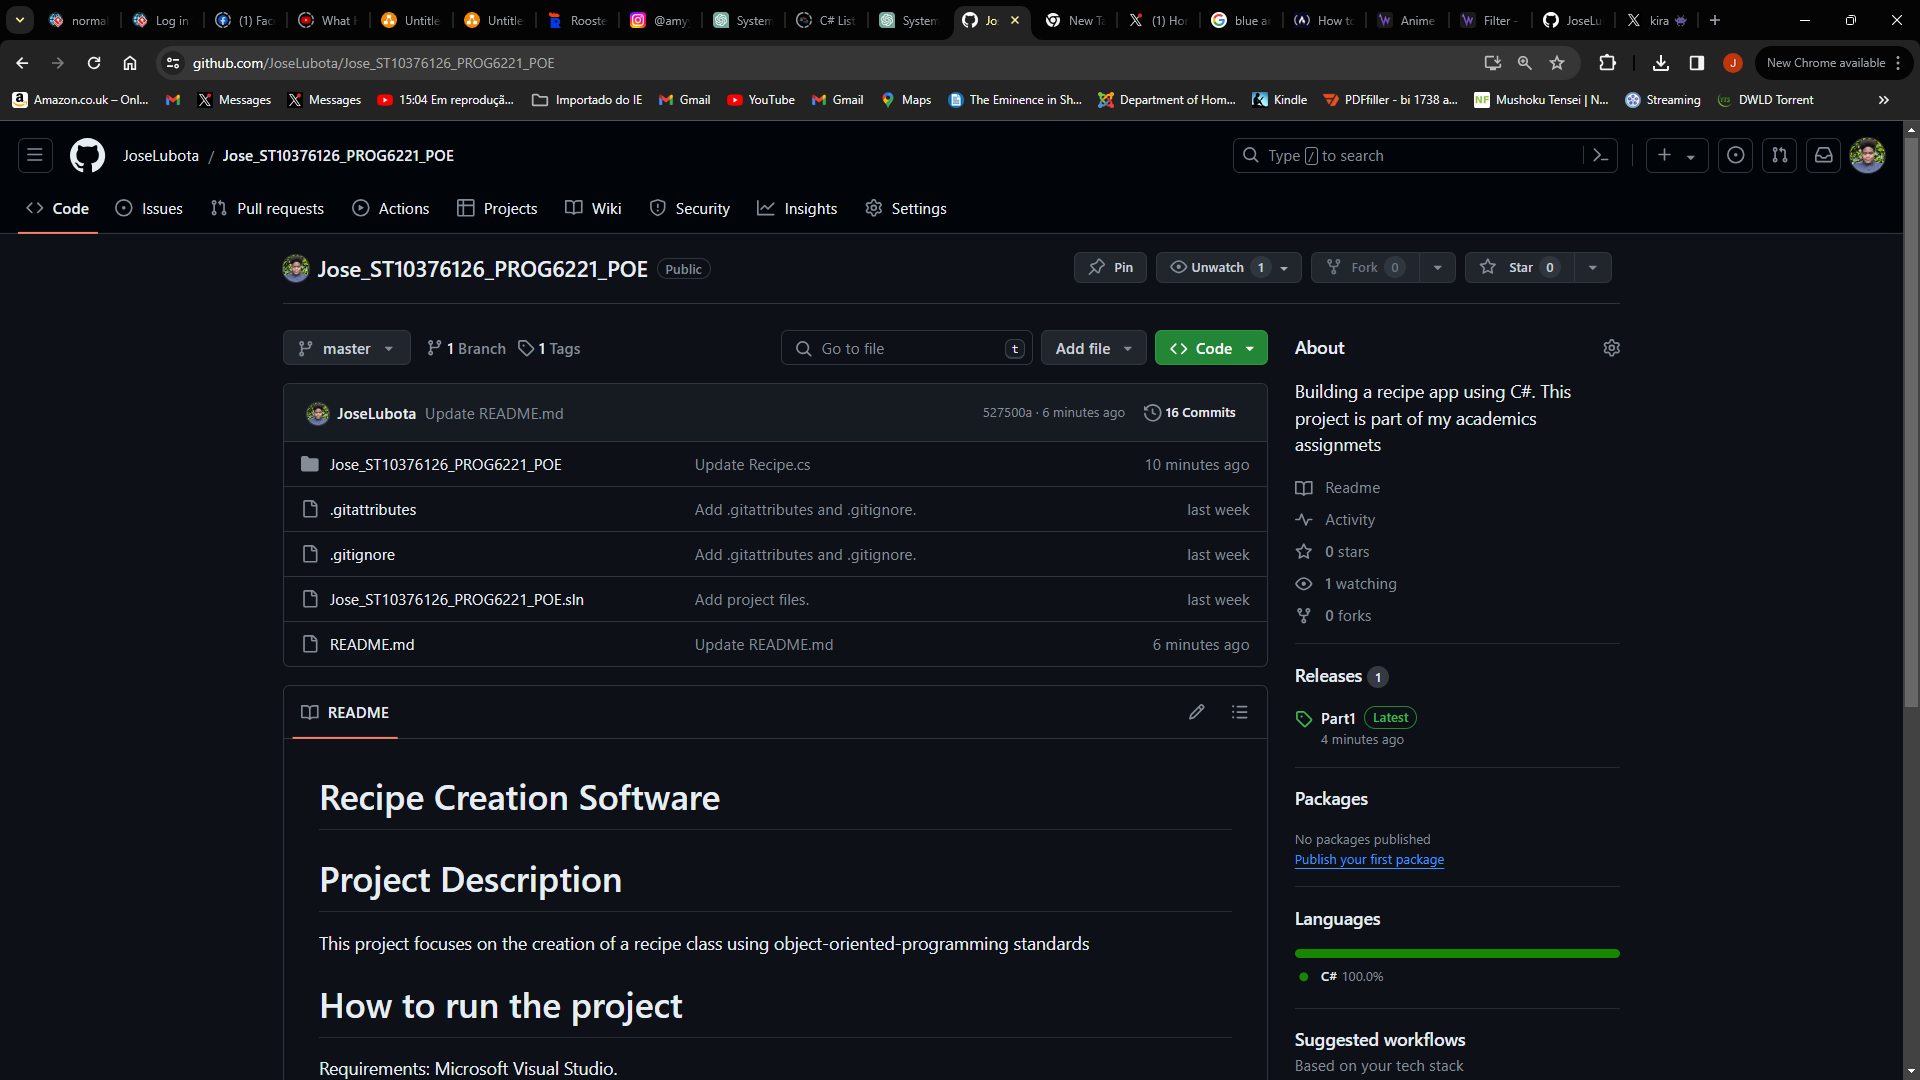 normal
Log in
(1) Fac
What
Untitle
Untitle
Rooste
@amy
System
C# List
System
Jo
New Ta
(1) Ho
blue a
How to
Anime
Filter -
JoseLu
kira
github.com/JoseLubota/Jose_ST10376126_PROG6221_POE
J
New Chrome available
Amazon.co.uk – Onl...
Messages
Messages
15:04 Em reproduçã...
Importado do IE
Gmail
YouTube
Gmail
Maps
The Eminence in Sh...
Department of Hom...
Kindle
PDFfiller - bi 1738 a...
NF
Mushoku Tensei | N...
Streaming
DWLD Torrent
JoseLubota / Jose_ST10376126_PROG6221_POE
Type / to search
Code
Issues
Pull requests
Actions
Projects
Wiki
Security
Insights
Settings
Jose_ST10376126_PROG6221_POE Public
Pin
Unwatch 1
Fork 0
Star 0
master
1 Branch
1 Tags
Go to file t
Add file
Code
JoseLubota Update README.md 527500a · 6 minutes ago 16 Commits
Jose_ST10376126_PROG6221_POE Update Recipe.cs 10 minutes ago
.gitattributes Add .gitattributes and .gitignore. last week
.gitignore Add .gitattributes and .gitignore. last week
Jose_ST10376126_PROG6221_POE.sln Add project files. last week
README.md Update README.md 6 minutes ago
README
Recipe Creation Software
Project Description
This project focuses on the creation of a recipe class using object-oriented-programming standards
How to run the project
Requirements: Microsoft Visual Studio.
About
Building a recipe app using C#. This
project is part of my academics
assignmets
Readme
Activity
0 stars
1 watching
0 forks
Releases 1
Part1 Latest
4 minutes ago
Packages
No packages published
Publish your first package
Languages
C# 100.0%
Suggested workflows
Based on your tech stack